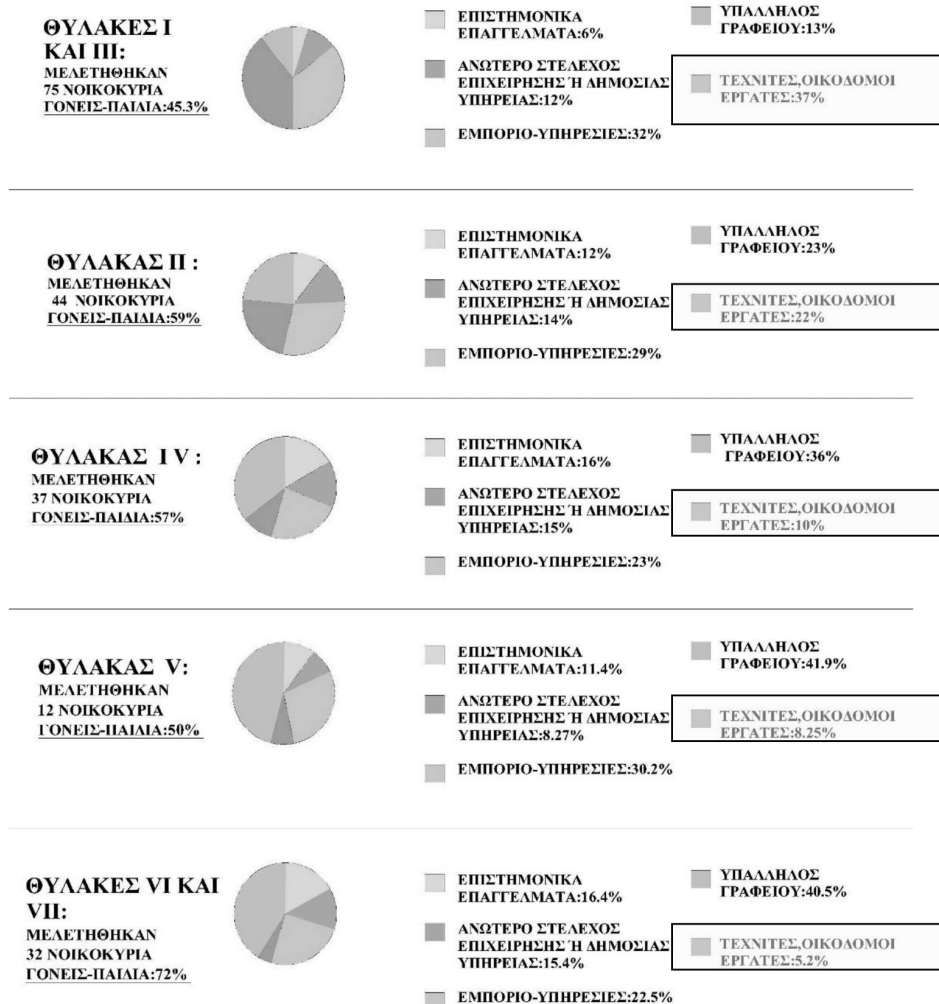 ΘΥΛΑΚΕΣ Ι
ΚΑΙ ΙΙΙ:
ΜΕΛΕΤΗΘΗΚΑΝ
75 ΝΟΙΚΟΚΥΡΙΑ
ΓΟΝΕΙΣ-ΠΑΙΔΙΑ:45.3%
ΕΠΙΣΤΗΜΟΝΙΚΑ
ΕΠΑΓΓΕΛΜΑΤΑ:6%
ΑΝΩΤΕΡΟ ΣΤΕΛΕΧΟΣ
ΕΠΙΧΕΙΡΗΣΗΣ Ή ΔΗΜΟΣΙΑΣ
ΥΠΗΡΕΙΑΣ:12%
ΕΜΠΟΡΙΟ-ΥΠΗΡΕΣΙΕΣ:32%
ΥΠΑΛΛΗΛΟΣ
ΓΡΑΦΕΙΟΥ:13%
ΤΕΧΝΙΤΕΣ,ΟΙΚΟΔΟΜΟΙ
ΕΡΓΑΤΕΣ:37%
ΘΥΛΑΚΑΣ ΙΙ :
ΜΕΛΕΤΗΘΗΚΑΝ
44 ΝΟΙΚΟΚΥΡΙΑ
ΓΟΝΕΙΣ-ΠΑΙΔΙΑ:59%
ΕΠΙΣΤΗΜΟΝΙΚΑ
ΕΠΑΓΓΕΛΜΑΤΑ:12%
ΑΝΩΤΕΡΟ ΣΤΕΛΕΧΟΣ
ΕΠΙΧΕΙΡΗΣΗΣ Ή ΔΗΜΟΣΙΑΣ
ΥΠΗΡΕΙΑΣ:14%
ΕΜΠΟΡΙΟ-ΥΠΗΡΕΣΙΕΣ:29%
ΥΠΑΛΛΗΛΟΣ
ΓΡΑΦΕΙΟΥ:23%
ΤΕΧΝΙΤΕΣ,ΟΙΚΟΔΟΜΟΙ
ΕΡΓΑΤΕΣ:22%
ΘΥΛΑΚΑΣ Ι V :
ΜΕΛΕΤΗΘΗΚΑΝ
37 ΝΟΙΚΟΚΥΡΙΑ
ΓΟΝΕΙΣ-ΠΑΙΔΙΑ:57%
ΕΠΙΣΤΗΜΟΝΙΚΑ
ΕΠΑΓΓΕΛΜΑΤΑ:16%
ΑΝΩΤΕΡΟ ΣΤΕΛΕΧΟΣ
ΕΠΙΧΕΙΡΗΣΗΣ Ή ΔΗΜΟΣΙΑΣ
ΥΠΗΡΕΙΑΣ:15%
ΕΜΠΟΡΙΟ-ΥΠΗΡΕΣΙΕΣ:23%
ΥΠΑΛΛΗΛΟΣ
ΓΡΑΦΕΙΟΥ:36%
ΤΕΧΝΙΤΕΣ,ΟΙΚΟΔΟΜΟΙ
ΕΡΓΑΤΕΣ:10%
ΘΥΛΑΚΑΣ V:
ΜΕΛΕΤΗΘΗΚΑΝ
12 ΝΟΙΚΟΚΥΡΙΑ
ΓΟΝΕΙΣ-ΠΑΙΔΙΑ:50%
ΕΠΙΣΤΗΜΟΝΙΚΑ
ΕΠΑΓΓΕΛΜΑΤΑ:11.4%
ΑΝΩΤΕΡΟ ΣΤΕΛΕΧΟΣ
ΕΠΙΧΕΙΡΗΣΗΣ Ή ΔΗΜΟΣΙΑΣ
ΥΠΗΡΕΙΑΣ:8.27%
ΕΜΠΟΡΙΟ-ΥΠΗΡΕΣΙΕΣ:30.2%
ΥΠΑΛΛΗΛΟΣ
ΓΡΑΦΕΙΟΥ:41.9%
ΤΕΧΝΙΤΕΣ,ΟΙΚΟΔΟΜΟΙ
ΕΡΓΑΤΕΣ:8.25%
ΘΥΛΑΚΕΣ VI ΚΑΙ
VII:
ΜΕΛΕΤΗΘΗΚΑΝ
32 ΝΟΙΚΟΚΥΡΙΑ
ΓΟΝΕΙΣ-ΠΑΙΔΙΑ:72%
ΕΠΙΣΤΗΜΟΝΙΚΑ
ΕΠΑΓΓΕΛΜΑΤΑ:16.4%
ΑΝΩΤΕΡΟ ΣΤΕΛΕΧΟΣ
ΕΠΙΧΕΙΡΗΣΗΣ Ή ΔΗΜΟΣΙΑΣ
ΥΠΗΡΕΙΑΣ:15.4%
ΕΜΠΟΡΙΟ-ΥΠΗΡΕΣΙΕΣ:22.5%
ΥΠΑΛΛΗΛΟΣ
ΓΡΑΦΕΙΟΥ:40.5%
ΤΕΧΝΙΤΕΣ,ΟΙΚΟΔΟΜΟΙ
ΕΡΓΑΤΕΣ:5.2%